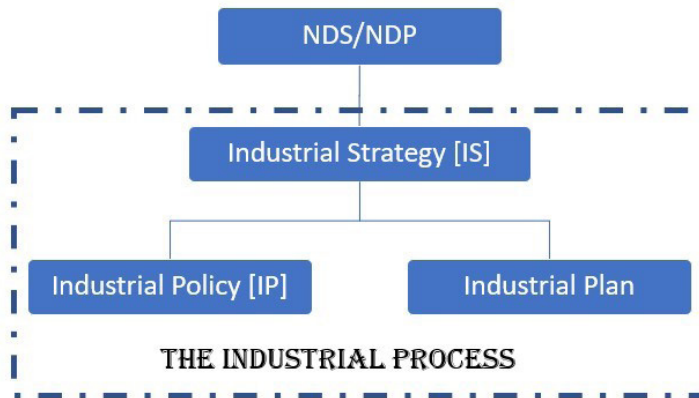 NDS/NDP
Industrial Strategy [IS]
Industrial Policy [IP]
Industrial Plan
THE INDUSTRIAL PROCESS